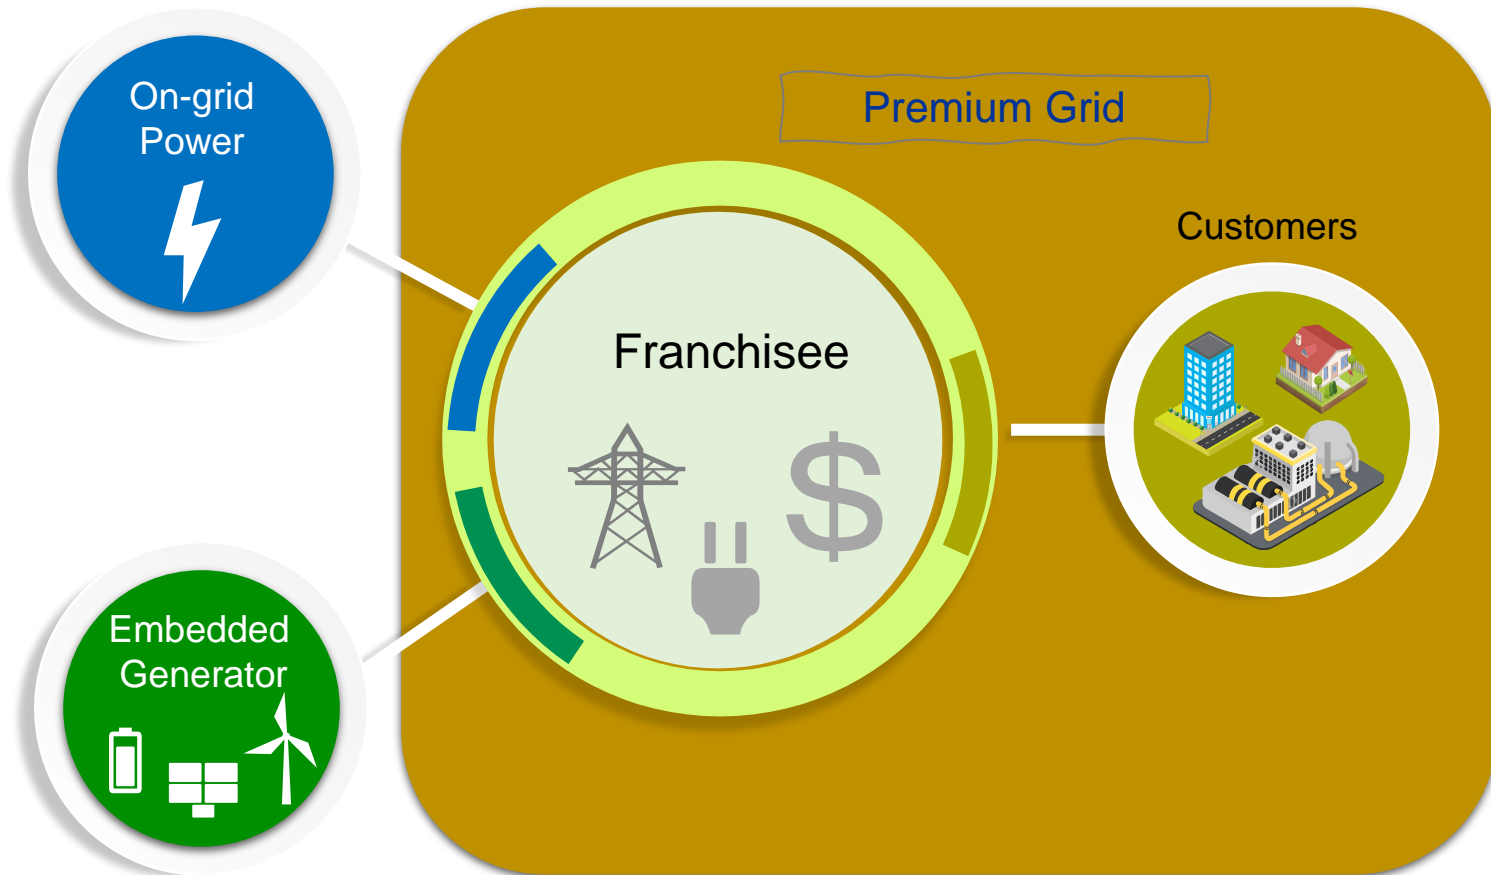 On-grid
Power
Premium Grid
Customers
Franchisee
$
Embedded
Generator